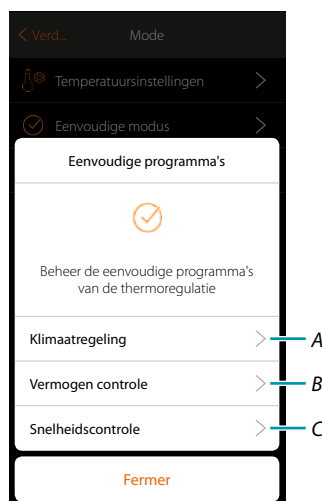 Verd... Mode
Temperatuursinstellingen
Eenvoudige modus
Eenvoudige programma's
Beheer de eenvoudige programma's
van de thermoregulatie
Klimaatregeling A
Vermogen controle B
Snelheidscontrole C
Fermer